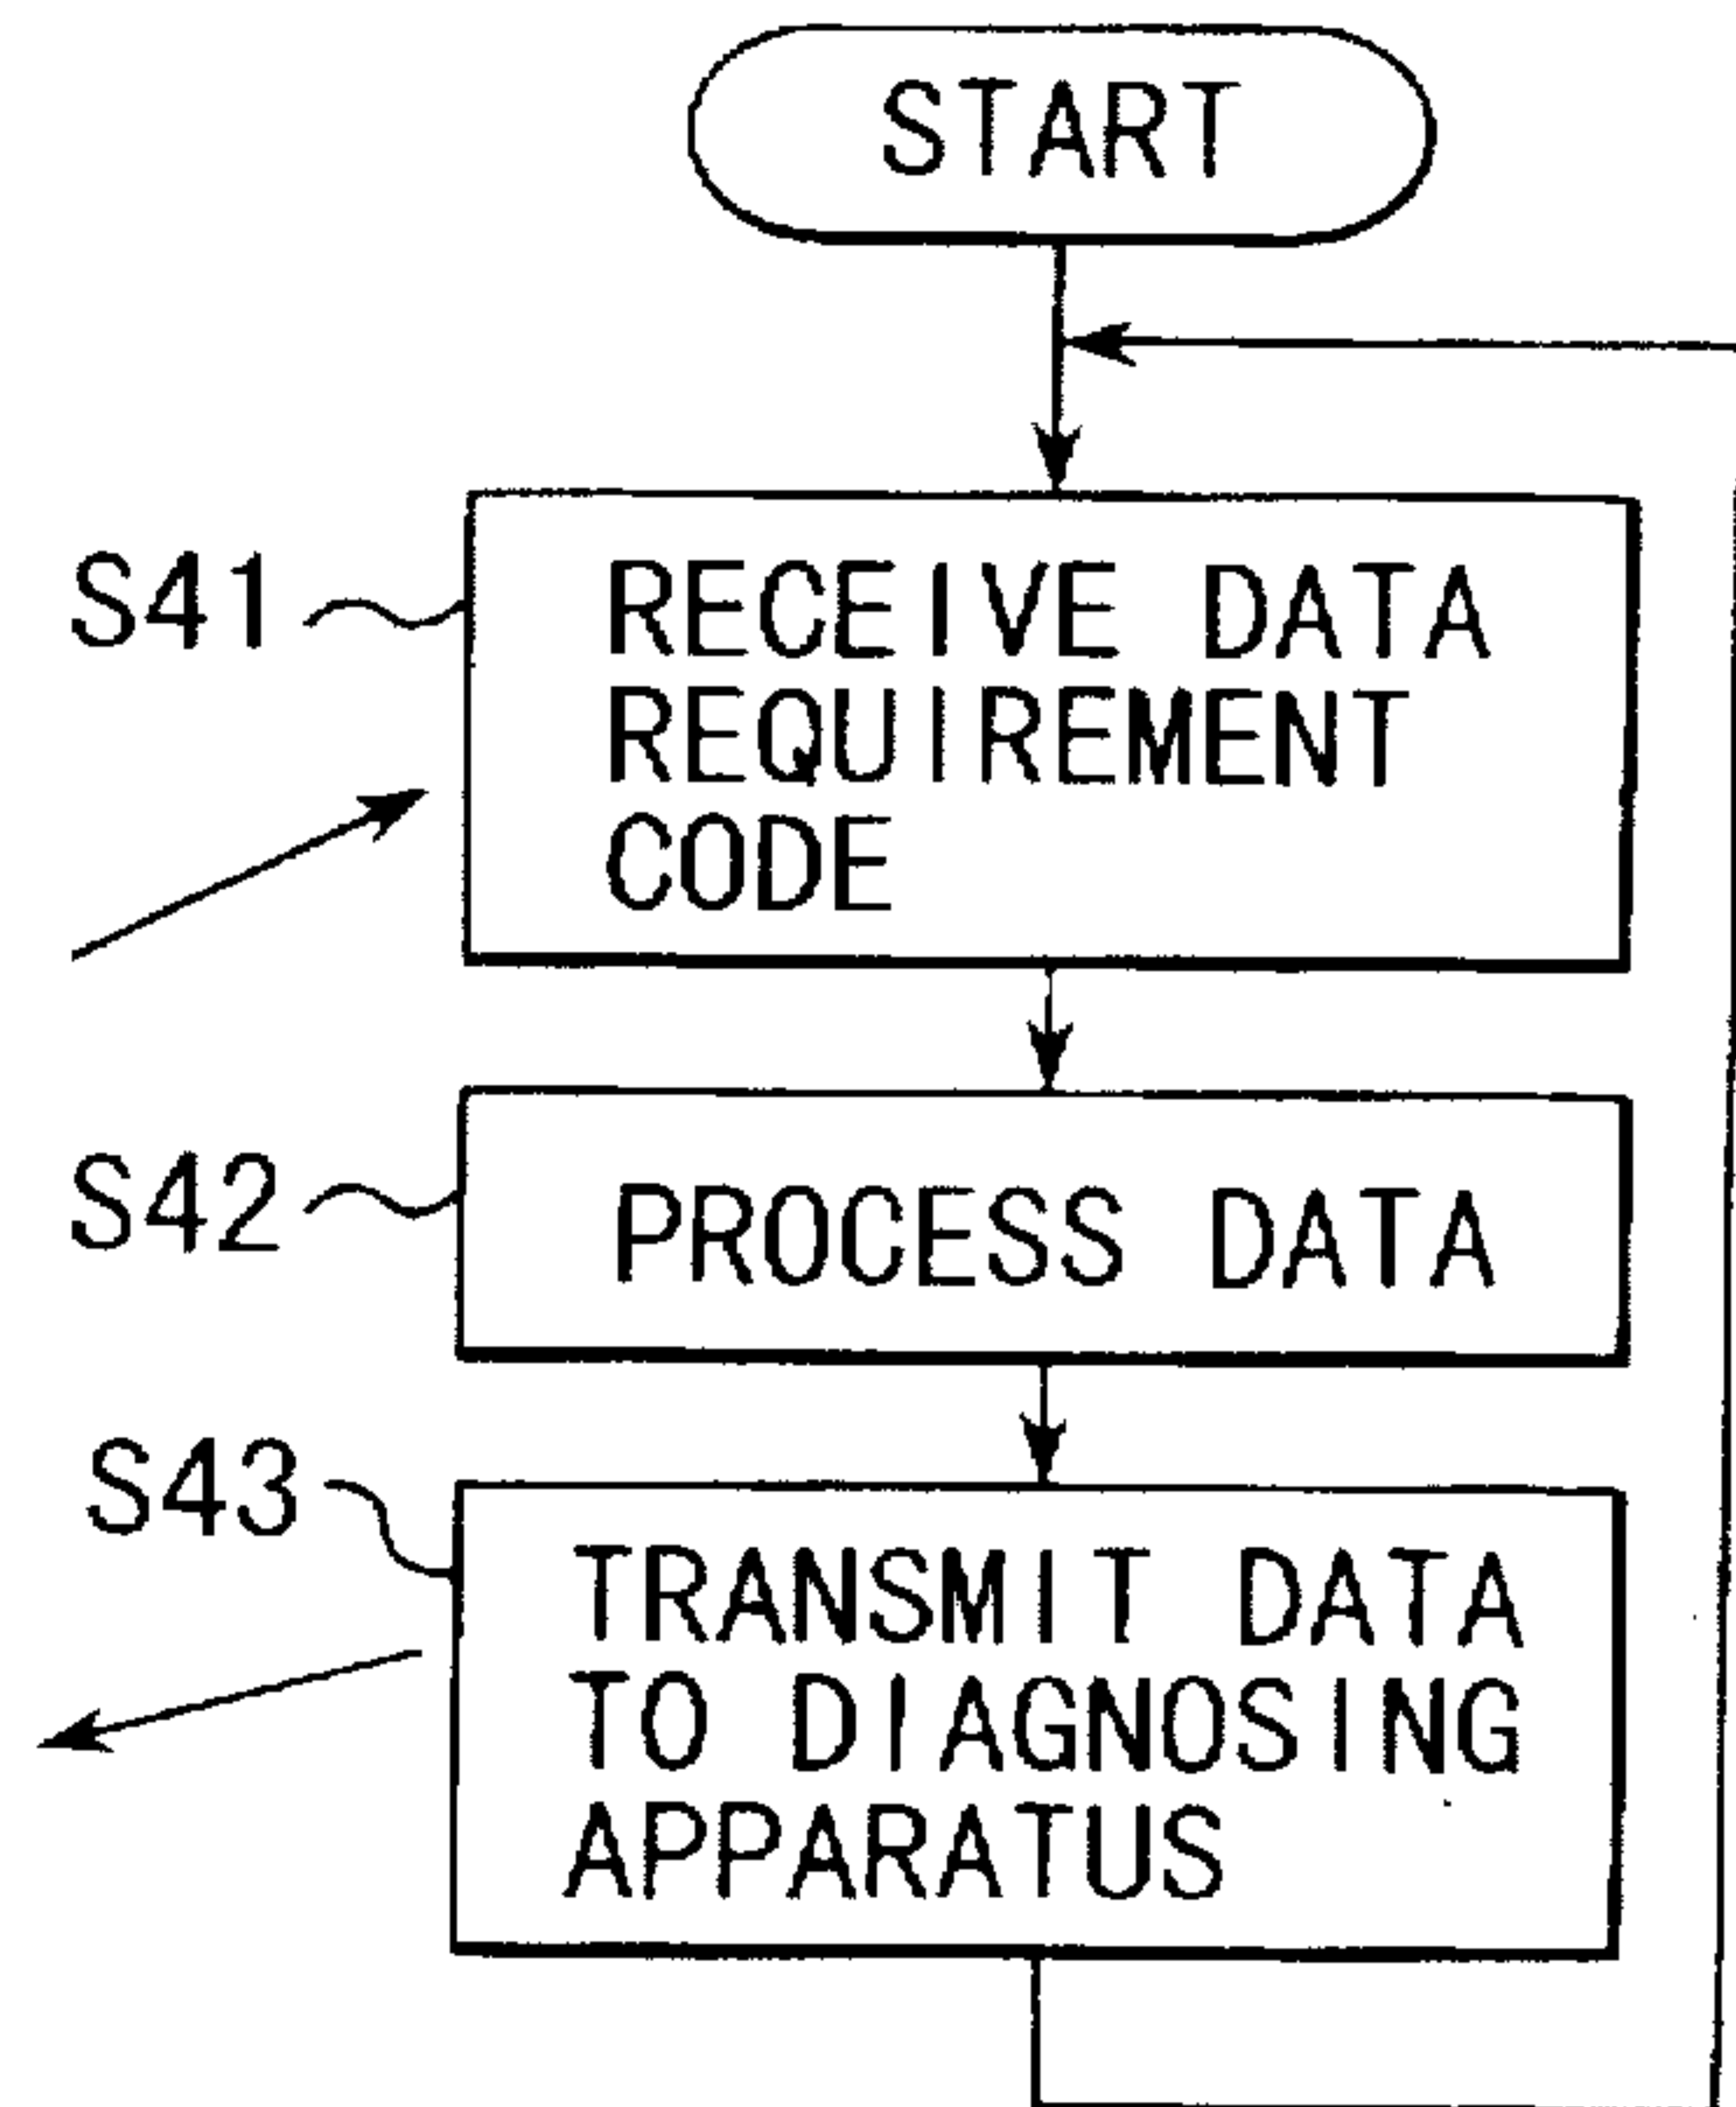 START
S41
RECEIVE DATA
REQUIREMENT
CODE
S42
PROCESS DATA
S43
TRANSMIT DATA
TO DIAGNOSING
APPARATUS